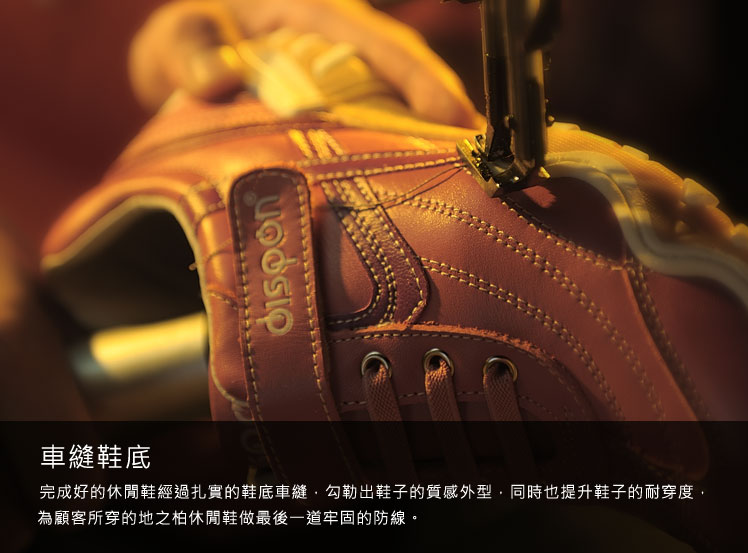 dispon®
車縫鞋底
完成好的休閒鞋經過扎實的鞋底車縫，勾勒出鞋子的質感外型，同時也提升鞋子的耐穿度，
為顧客所穿的地之柏休閒鞋做最後一道牢固的防線。